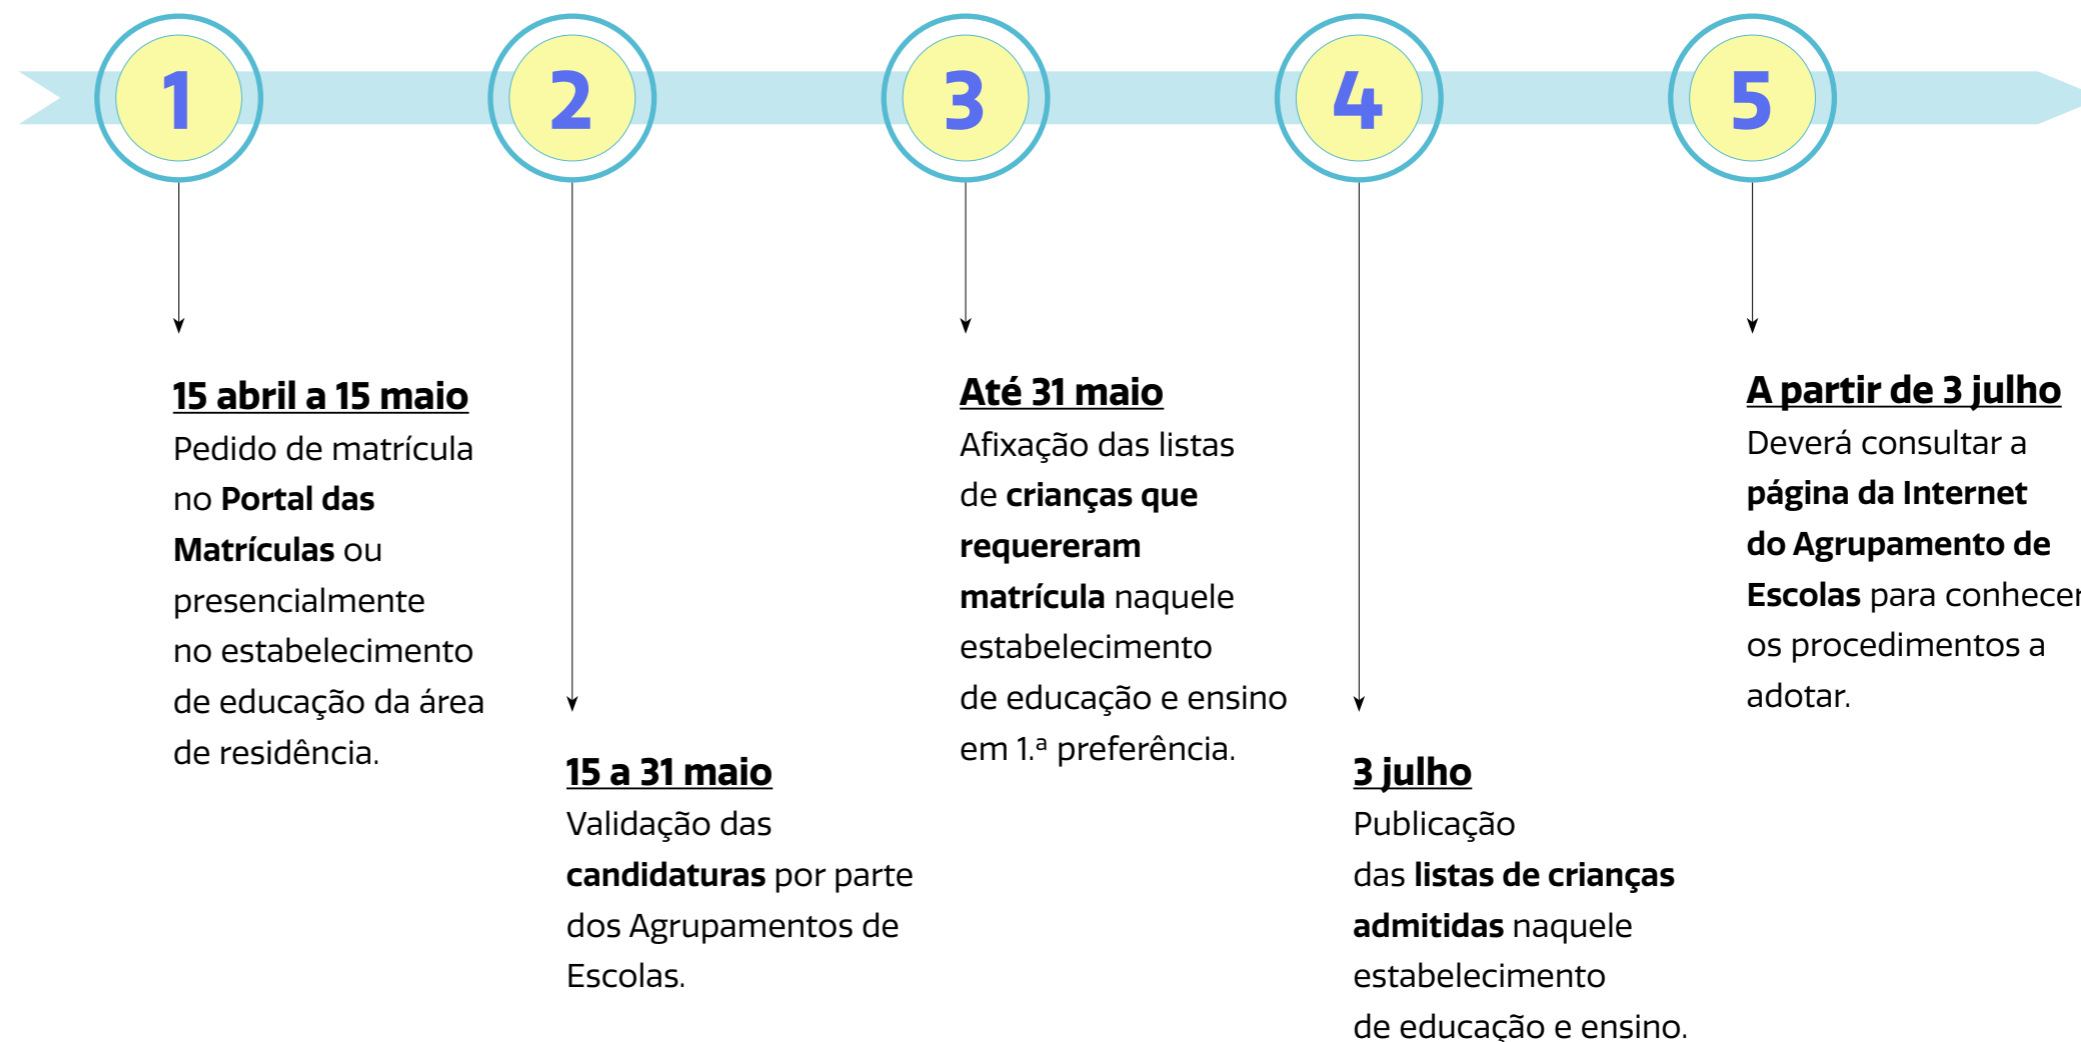 1
2
3
4
5
15 abril a 15 maio
Pedido de matrícula
no Portal das
Matrículas ou
presencialmente
no estabelecimento
de educação da área
de residência.
15 a 31 maio
Validação das
candidaturas por parte
dos Agrupamentos de
Escolas.
Até 31 maio
Afixação das listas
de crianças que
requereram
matrícula naquele
estabelecimento
de educação e ensino
em 1.ª preferência.
3 julho
Publicação
das listas de crianças
admitidas naquele
estabelecimento
de educação e ensino.
A partir de 3 julho
Deverá consultar a
página da Internet
do Agrupamento de
Escolas para conhecer
os procedimentos a
adotar.